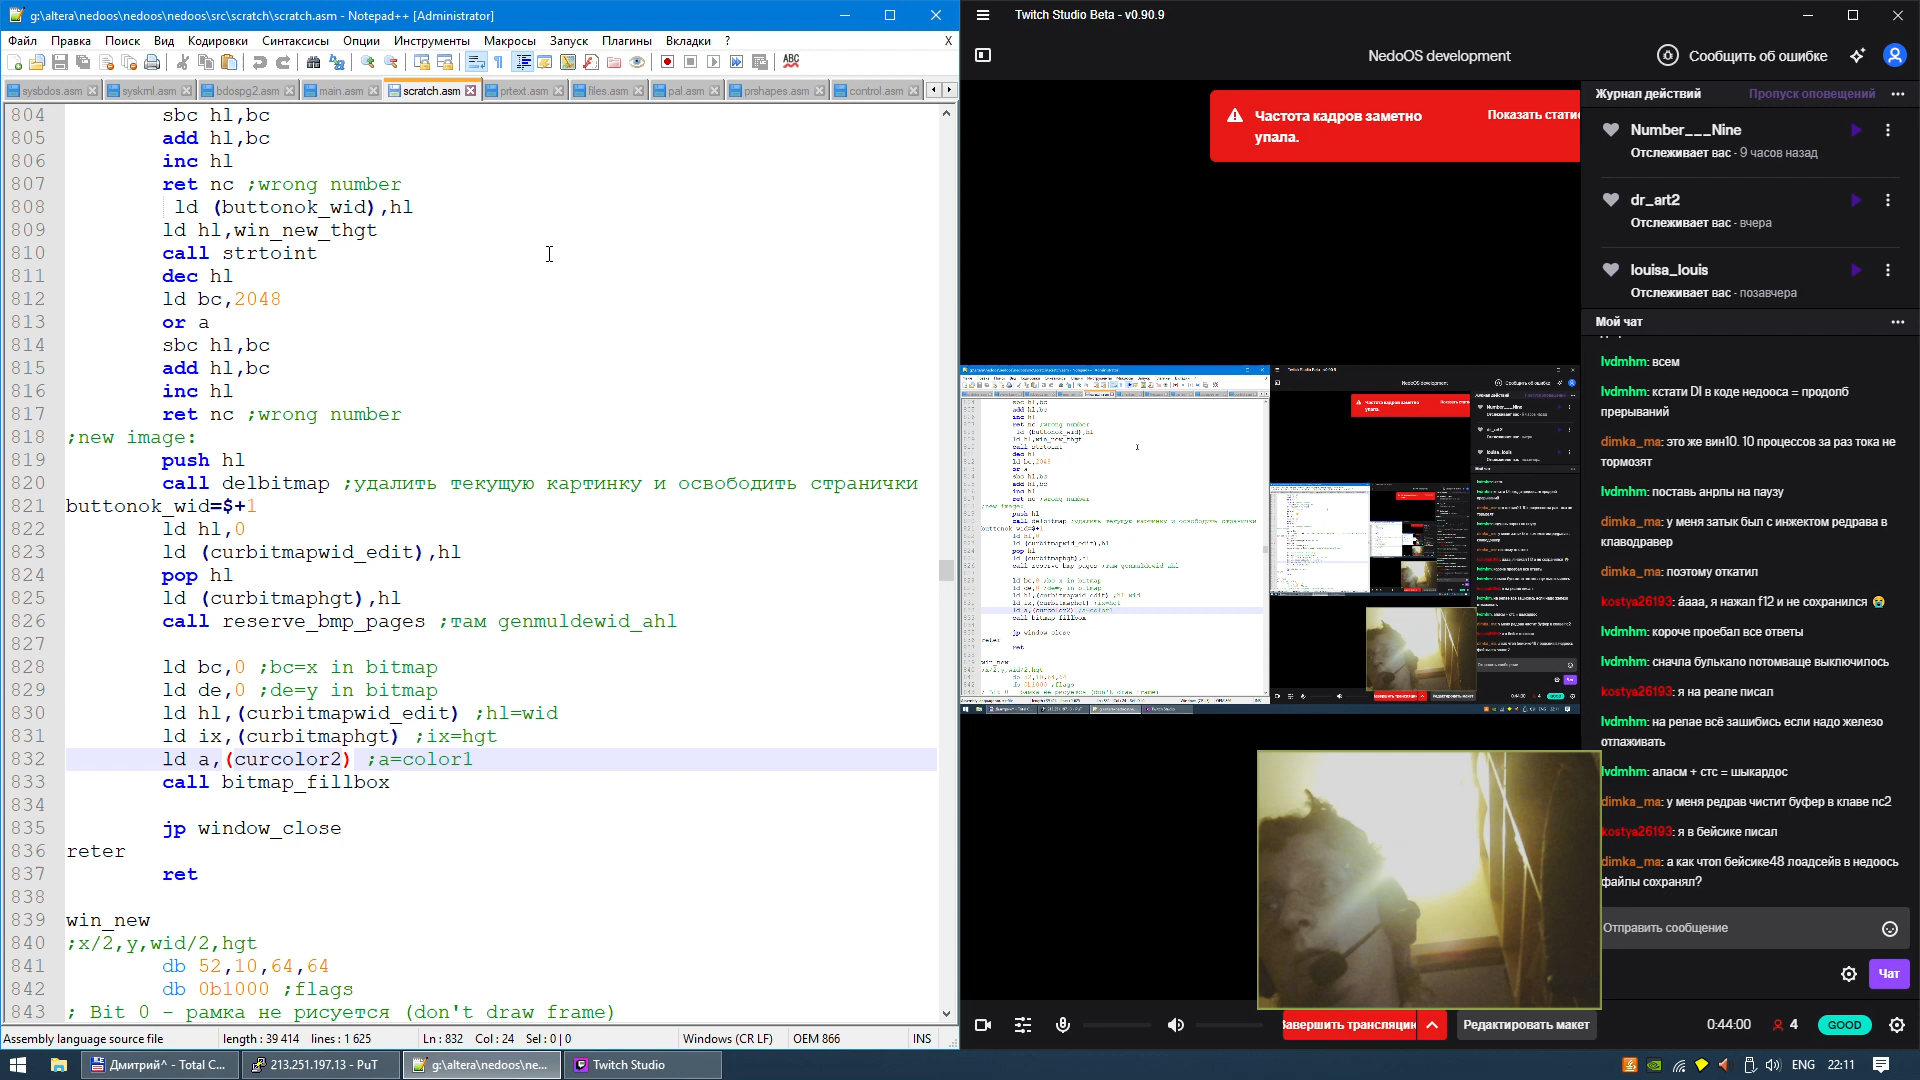 g:\altera\nedoos\nedoos\nedoos\src\scratch\scratch.asm - Notepad++ [Administrator]
Файл Правка Поиск Вид Кодировки Синтаксисы Опции Инструменты Макросы Запуск Плагины Вкладки ? X
sysbdos.asm syskrnl.asm bdospg2.asm main.asm scratch.asm prtext.asm files.asm pal.asm prshapes.asm control.asm
804 sbc hl,bc
805 add hl,bc
806 inc hl
807 ret nc ;wrong number
808 ld (buttonok_wid),hl
809 ld hl,win_new_thgt
810 call strtoint
811 dec hl
812 ld bc,2048
813 or a
814 sbc hl,bc
815 add hl,bc
816 inc hl
817 ret nc ;wrong number
818 ;new image:
819 push hl
820 call delbitmap ;удалить текущую картинку и освободить странички
821 buttonok_wid=$+1
822 ld hl,0
823 ld (curbitmapwid_edit),hl
824 pop hl
825 ld (curbitmaphgt),hl
826 call reserve_bmp_pages ;там genmuldewid_ahl
827
828 ld bc,0 ;bc=x in bitmap
829 ld de,0 ;de=y in bitmap
830 ld hl,(curbitmapwid_edit) ;hl=wid
831 ld ix,(curbitmaphgt) ;ix=hgt
832 ld a,(curcolor2) ;a=color1
833 call bitmap_fillbox
834
835 jp window_close
836 reter
837 ret
838
839 win_new
840 ;x/2,y,wid/2,hgt
841 db 52,10,64,64
842 db 0b1000 ;flags
843 ; Bit 0 - рамка не рисуется (don't draw frame)
Assembly language source file length : 39 414 lines : 1 625 Ln : 832 Col : 24 Sel : 0 | 0 Windows (CR LF) OEM 866 INS
Twitch Studio Beta - v0.90.9
NedoOS development
Сообщить об ошибке
Частота кадров заметно упала.
Показать стати
Журнал действий Пропуск оповещений
Number___Nine
Отслеживает вас - 9 часов назад
dr_art2
Отслеживает вас - вчера
louisa_louis
Отслеживает вас - позавчера
Мой чат
lvdmhm: всем
lvdmhm: кстати DI в коде недооса = продолб
прерываний
dimka_ma: это же вин10. 10 процессов за раз тока не
тормозят
lvdmhm: поставь анрлы на паузу
dimka_ma: у меня затык был с инжектом редрава в
клаводравер
dimka_ma: поэтому откатил
kostya26193: áааа, я нажал f12 и не сохранился 😭
lvdmhm: короче проебал все ответы
lvdmhm: сначла булькало потомваще выключилось
kostya26193: я на реале писал
lvdmhm: на релае всё зашибись если надо железо
отлаживать
lvdmhm: аласм + стс = шыкардос
dimka_ma: у меня редрав чистит буфер в клаве пс2
kostya26193: я в бейсике писал
dimka_ma: а как чтоп бейсике48 лоадсейв в недоось
файлы сохранял?
Отправить сообщение
Чат
Завершить трансляцию
Редактировать макет
0:44:00 4 GOOD
Дмитрий^ - Total C...
213.251.197.13 - PuT
g:\altera\nedoos\ne...
Twitch Studio
ENG 22:11